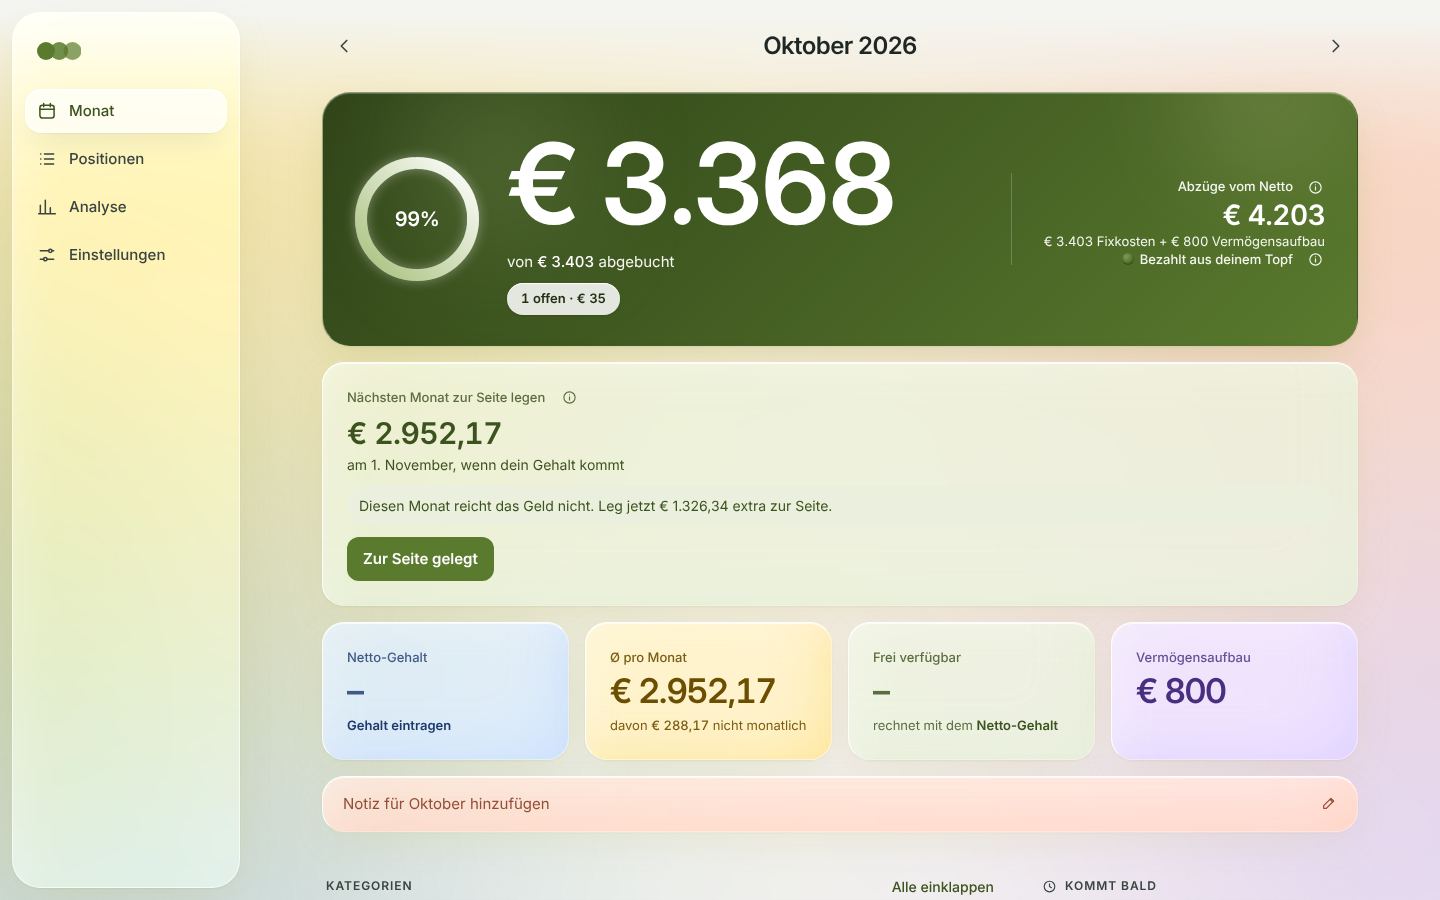 Oktober 2026
Monat
Positionen
Analyse
Einstellungen
99%
€ 3.368
von € 3.403 abgebucht
1 offen · € 35
Abzüge vom Netto
€ 4.203
€ 3.403 Fixkosten + € 800 Vermögensaufbau
Bezahlt aus deinem Topf
Nächsten Monat zur Seite legen
€ 2.952,17
am 1. November, wenn dein Gehalt kommt
Diesen Monat reicht das Geld nicht. Leg jetzt € 1.326,34 extra zur Seite.
Zur Seite gelegt
Netto-Gehalt
–
Gehalt eintragen
Ø pro Monat
€ 2.952,17
davon € 288,17 nicht monatlich
Frei verfügbar
–
rechnet mit dem Netto-Gehalt
Vermögensaufbau
€ 800
Notiz für Oktober hinzufügen
KATEGORIEN
Alle einklappen
KOMMT BALD